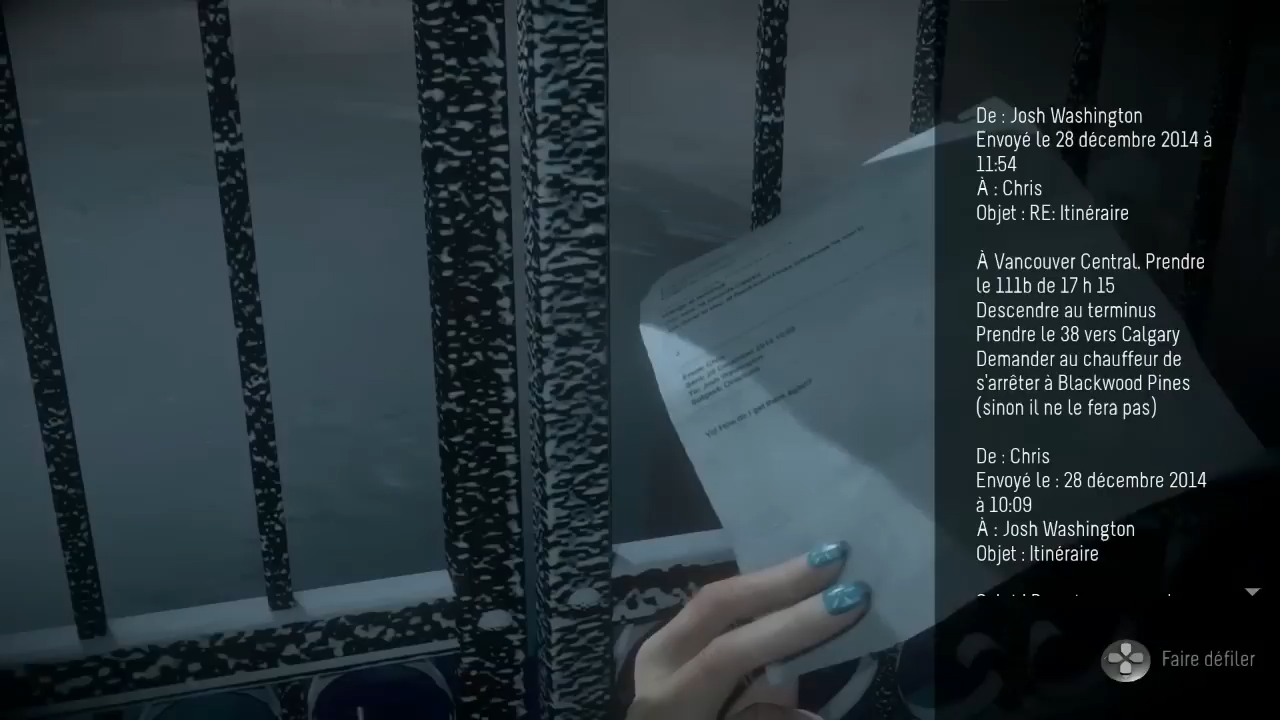 De : Josh Washington
Envoyé le 28 décembre 2014 à
11:54
À : Chris
Objet : RE: Itinéraire
À Vancouver Central. Prendre
le 111b de 17 h 15
Descendre au terminus
Prendre le 38 vers Calgary
Demander au chauffeur de
s'arrêter à Blackwood Pines
(sinon il ne le fera pas)
De : Chris
Envoyé le : 28 décembre 2014
à 10:09
À : Josh Washington
Objet : Itinéraire
Faire défiler